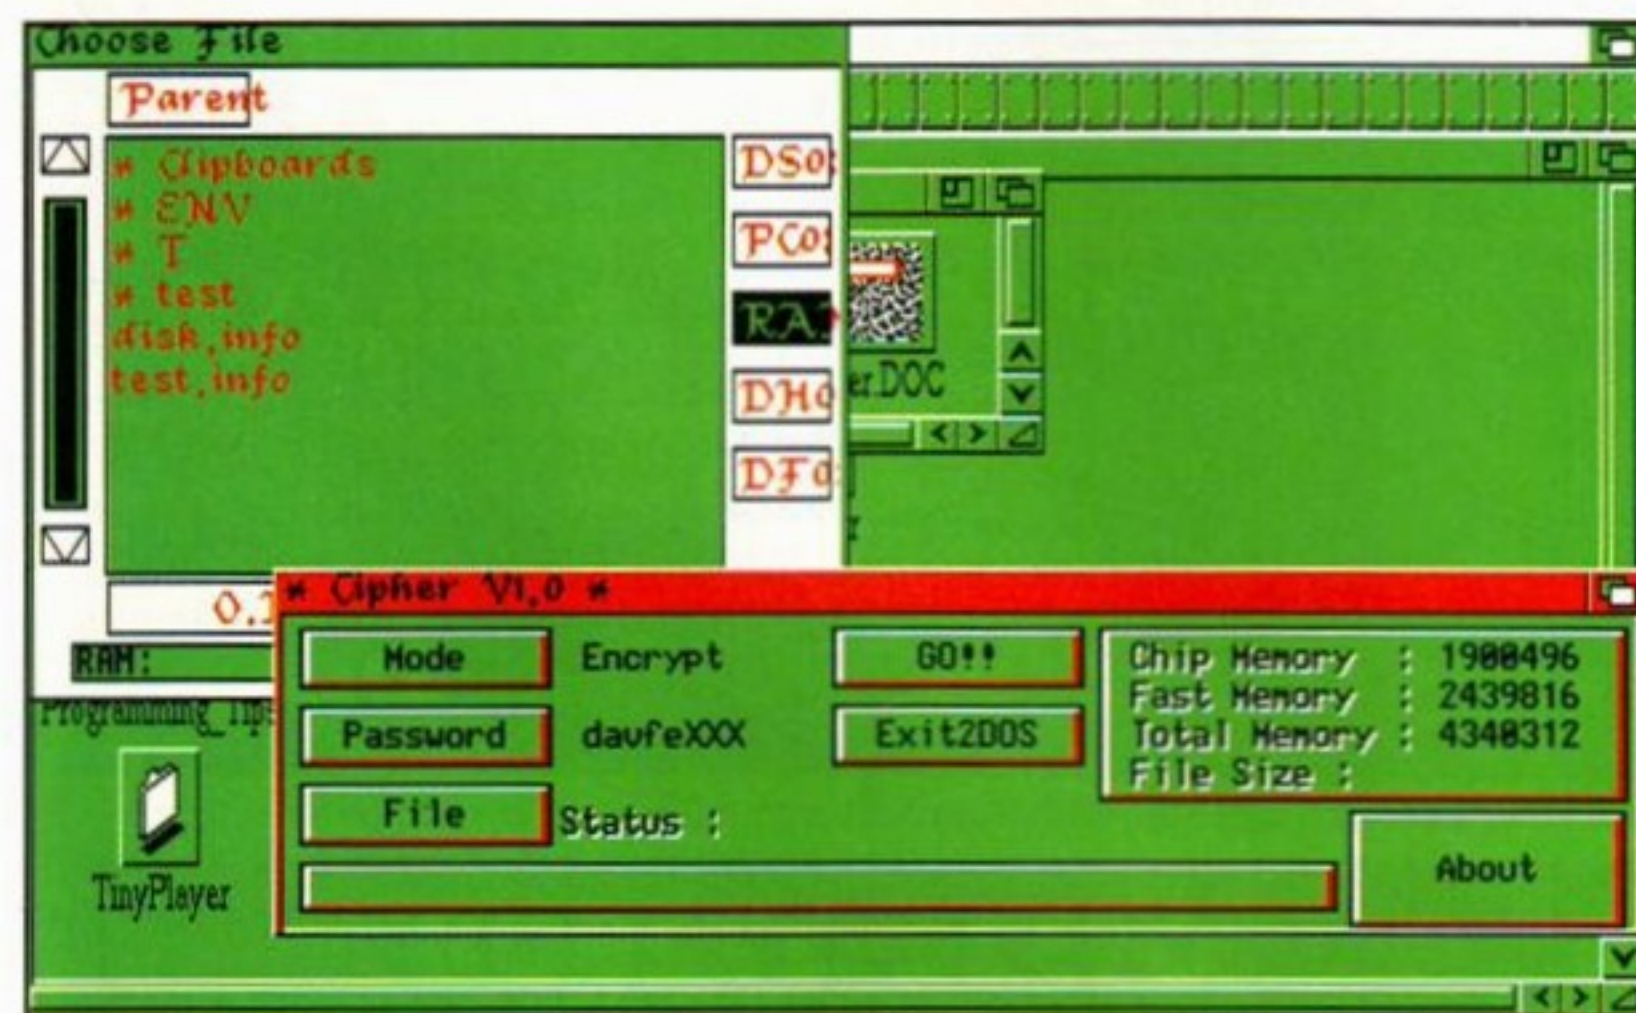 Choose File
Parent
* Clipboards
* ENV
* T
* test
disk.info
test.info
DS0:
PC0:
DH0
DF0:
RAM:
er.DOC
* Cipher V1.0 *
Mode
Encrypt
GO!!
Password
davfeXXX
Exit2DOS
File
Status :
Chip Memory : 1900496
Fast Memory : 2439816
Total Memory : 4340312
File Size :
About
Programming_Tips
TinyPlayer